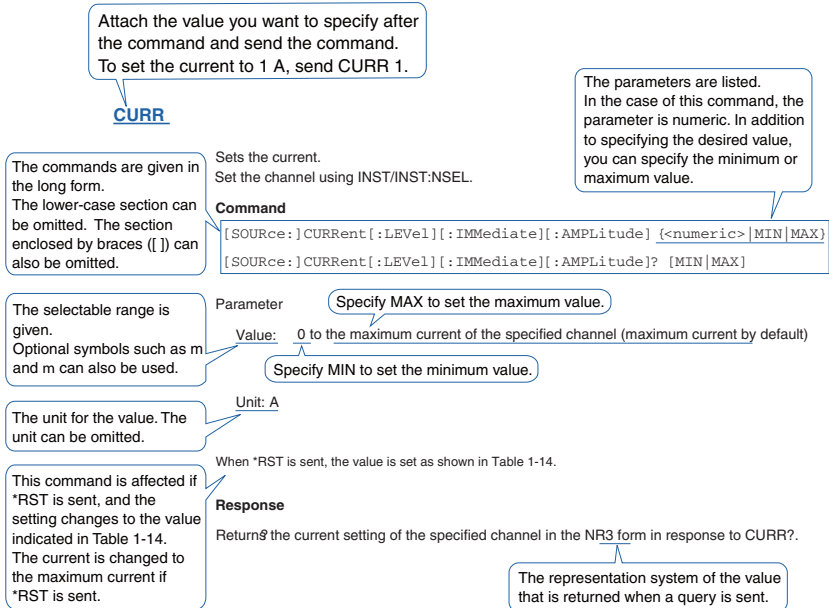 Attach the value you want to specify after
the command and send the command.
To set the current to 1 A, send CURR 1.
CURR
The parameters are listed.
In the case of this command, the
parameter is numeric. In addition
to specifying the desired value,
you can specify the minimum or
maximum value.
The commands are given in
the long form.
The lower-case section can
be omitted. The section
enclosed by braces ([ ]) can
also be omitted.
Sets the current.
Set the channel using INST/INST:NSEL.
Command
[SOURce:]CURRent[:LEVel][:IMMediate][:AMPLitude] {<numeric>|MIN|MAX}
[SOURce:]CURRent[:LEVel][:IMMediate][:AMPLitude]? [MIN|MAX]
The selectable range is
given.
Optional symbols such as m
and m can also be used.
Parameter
Specify MAX to set the maximum value.
Value: 0 to the maximum current of the specified channel (maximum current by default)
Specify MIN to set the minimum value.
Unit: A
The unit for the value. The
unit can be omitted.
When *RST is sent, the value is set as shown in Table 1-14.
This command is affected if
*RST is sent, and the
setting changes to the value
indicated in Table 1-14.
The current is changed to
the maximum current if
*RST is sent.
Response
Return the current setting of the specified channel in the NR3 form in response to CURR?.
The representation system of the value
that is returned when a query is sent.